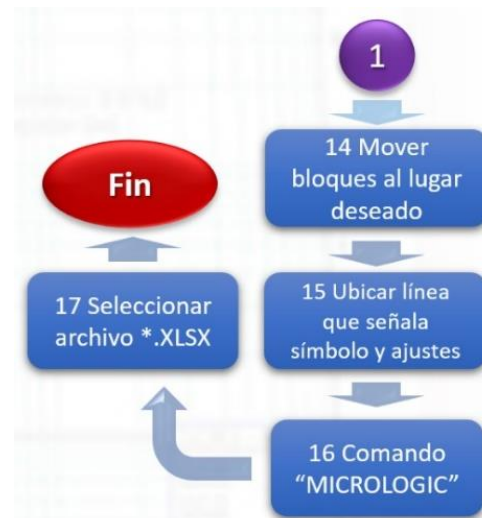 1
14 Mover
bloques al lugar
deseado
15 Ubicar línea
que señala
símbolo y ajustes
16 Comando
“MICROLOGIC”
17 Seleccionar
archivo *.XLSX
Fin